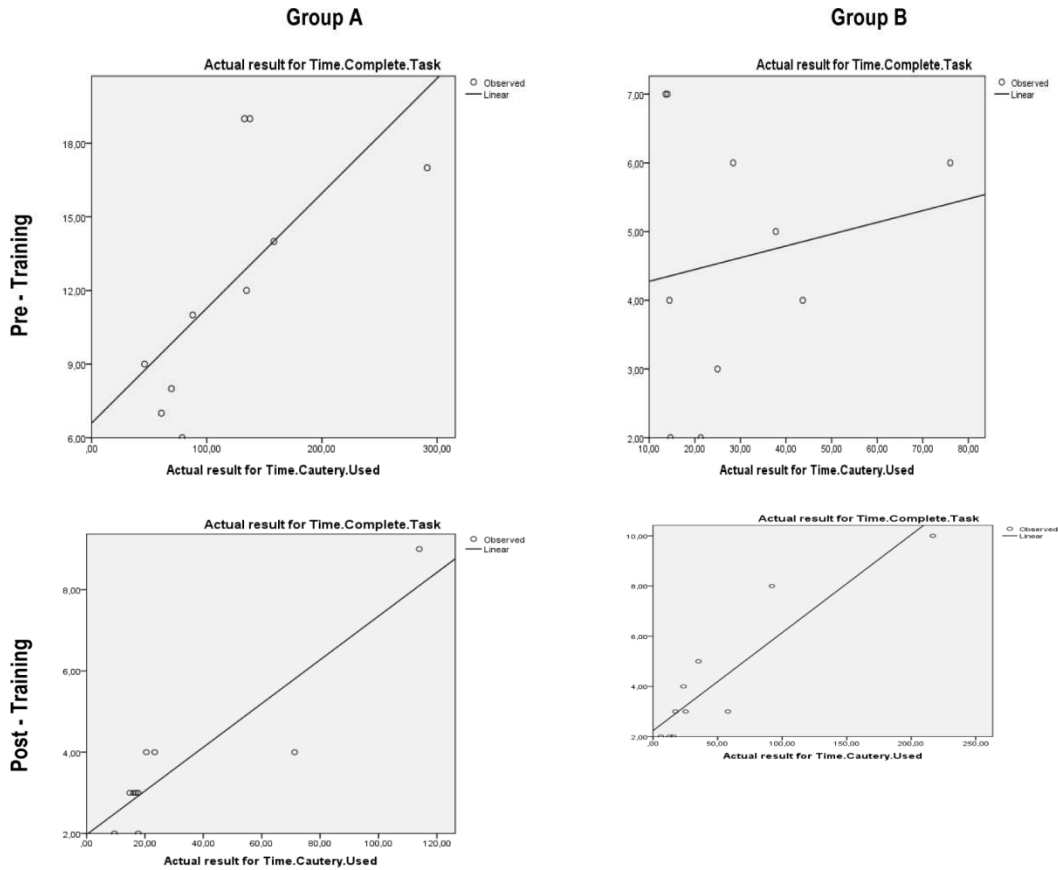 Group A
Group B
Pre - Training
Actual result for Time.Complete.Task
Observed
Linear
18,00
15,00
12,00
9,00
6,00
,00
100,00
200,00
300,00
Actual result for Time.Cautery.Used
Actual result for Time.Complete.Task
Observed
Linear
7,00
6,00
5,00
4,00
3,00
2,00
10,00
20,00
30,00
40,00
50,00
60,00
70,00
80,00
Actual result for Time.Cautery.Used
Post - Training
Actual result for Time.Complete.Task
Observed
Linear
8,00
6,00
4,00
2,00
,00
20,00
40,00
60,00
80,00
100,00
120,00
Actual result for Time.Cautery.Used
Actual result for Time.Complete.Task
Observed
Linear
10,00
8,00
6,00
4,00
2,00
,00
50,00
100,00
150,00
200,00
250,00
Actual result for Time.Cautery.Used